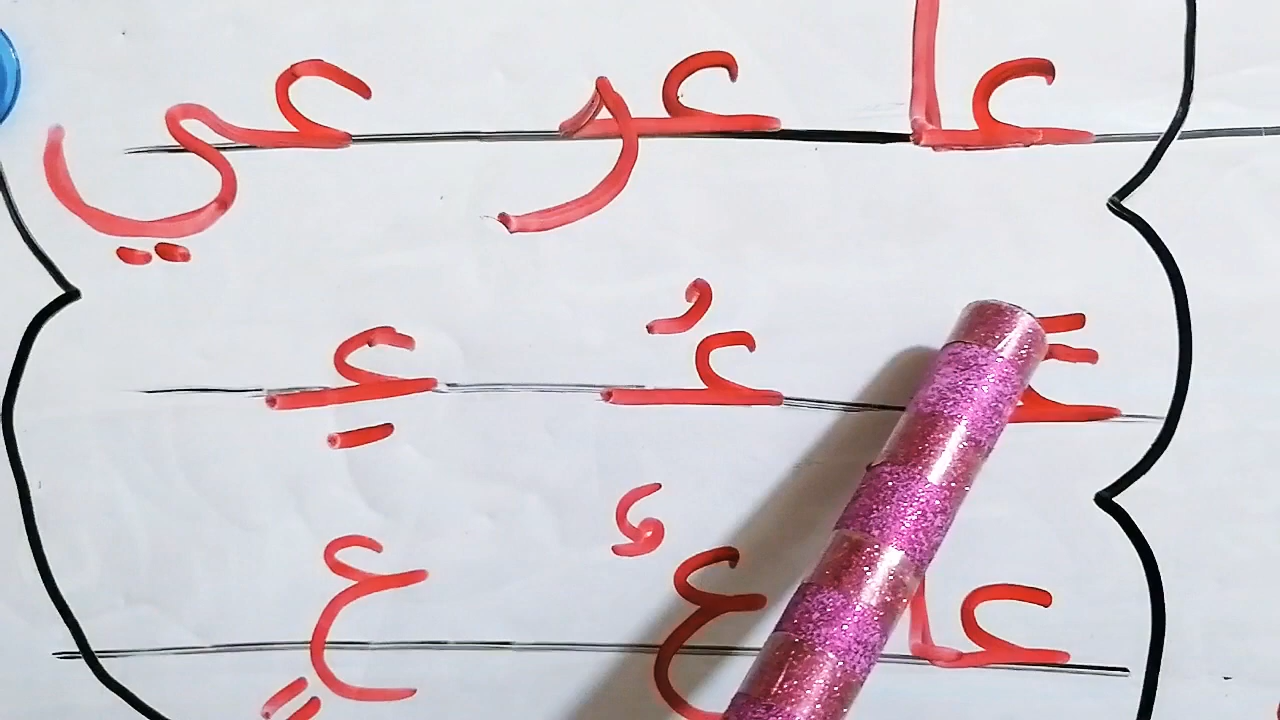 عا عو عي
عَـ عُـ عِـ
عا عٌ عٍ